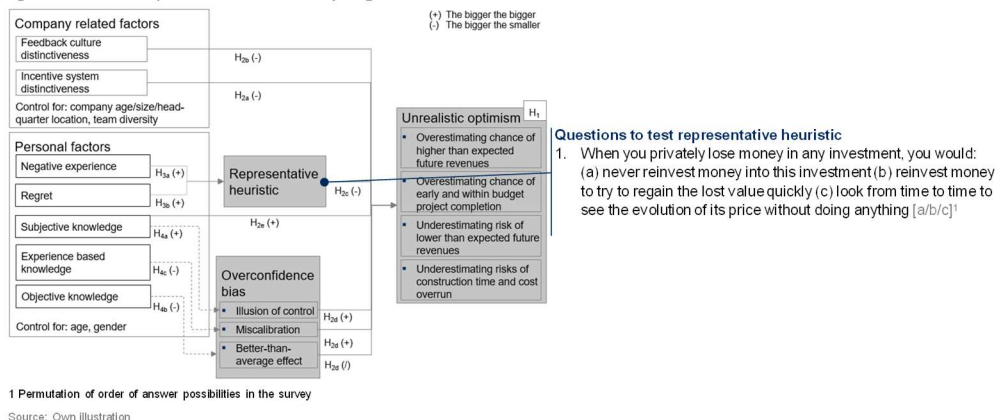 (+) The bigger the bigger
(-) The bigger the smaller
Company related factors
Feedback culture
distinctiveness
H2b (-)
Incentive system
distinctiveness
H2a (-)
Control for: company age/size/head-
quarter location, team diversity
Personal factors
Negative experience
H3a (+)
Regret
H3b (+)
Subjective knowledge
H4a (+)
Experience based
knowledge
H4c (-)
Objective knowledge
H4b (-)
Control for: age, gender
Representative
heuristic
H2c (-)
H2e (+)
Overconfidence
bias
▪ Illusion of control
H2d (+)
▪ Miscalibration
H2d (+)
▪ Better-than-
average effect
H2d (/)
Unrealistic optimism
H1
▪ Overestimating chance of
higher than expected
future revenues
▪ Overestimating chance of
early and within budget
project completion
▪ Underestimating risk of
lower than expected future
revenues
▪ Underestimating risks of
construction time and cost
overrun
Questions to test representative heuristic
1. When you privately lose money in any investment, you would:
(a) never reinvest money into this investment (b) reinvest money
to try to regain the lost value quickly (c) look from time to time to
see the evolution of its price without doing anything [a/b/c]¹
1 Permutation of order of answer possibilities in the survey
Source: Own illustration